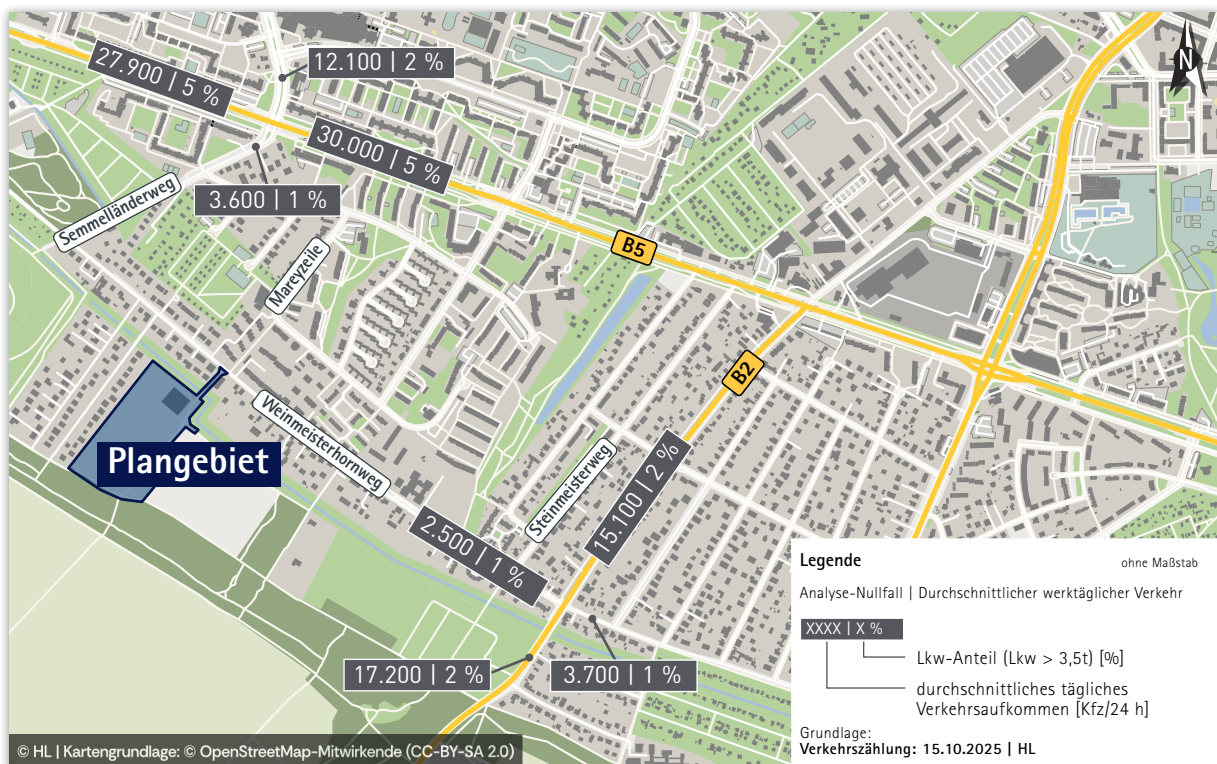 27.900 | 5 %
12.100 | 2 %
N
30.000 | 5 %
3.600 | 1 %
Semmelländerweg
Mareyzeile
B5
B2
Plangebiet
Weinmeisterhornweg
Steinmeisterweg
15.100 | 2 %
2.500 | 1 %
17.200 | 2 %
3.700 | 1 %
Legende
ohne Maßstab
Analyse-Nullfall | Durchschnittlicher werktäglicher Verkehr
XXXX | X %
Lkw-Anteil (Lkw > 3,5t) [%]
durchschnittliches tägliches
Verkehrsaufkommen [Kfz/24 h]
Grundlage:
Verkehrszählung: 15.10.2025 | HL
© HL | Kartengrundlage: © OpenStreetMap-Mitwirkende (CC-BY-SA 2.0)